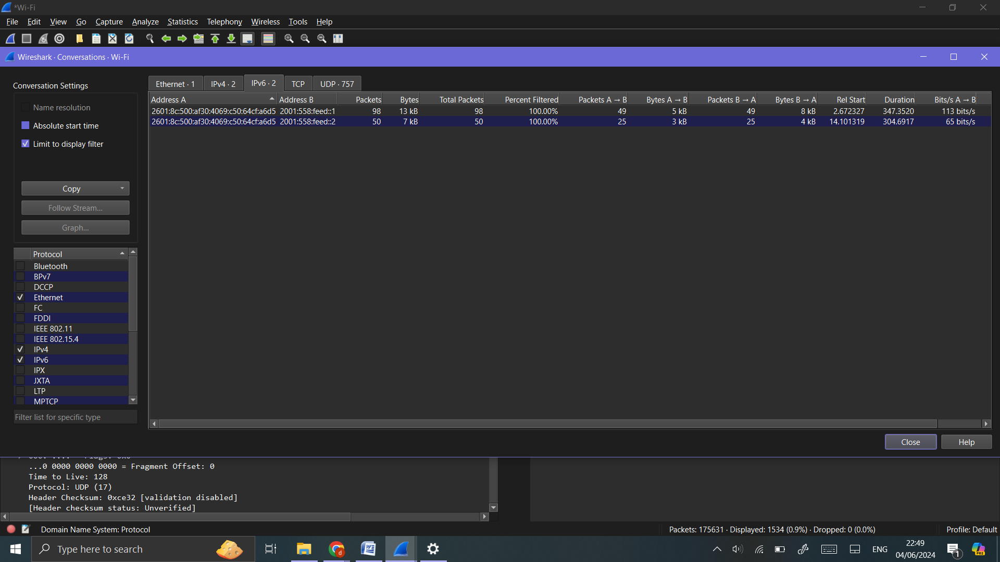 *Wi-Fi
File Edit View Go Capture Analyze Statistics Telephony Wireless Tools Help
Wireshark · Conversations · Wi-Fi
Conversation Settings
Name resolution
Absolute start time
Limit to display filter
Copy
Follow Stream...
Graph...
Protocol
Bluetooth
BPv7
DCCP
Ethernet
FC
FDDI
IEEE 802.11
IEEE 802.15.4
IPv4
IPv6
IPX
JXTA
LTP
MPTCP
Filter list for specific type
Ethernet · 1 IPv4 · 2 IPv6 · 2 TCP UDP · 757
Address A Address B Packets Bytes Total Packets Percent Filtered Packets A → B Bytes A → B Packets B → A Bytes B → A Rel Start Duration Bits/s A → B
2601:8c:500:af30:4069:c50:64cf:a6d5 2001:558:feed::1 98 13 kB 98 100.00% 49 5 kB 49 8 kB 2.672327 347.3520 113 bits/s
2601:8c:500:af30:4069:c50:64cf:a6d5 2001:558:feed::2 50 7 kB 50 100.00% 25 3 kB 25 4 kB 14.101319 304.6917 65 bits/s
Close Help
...0 0000 0000 0000 = Fragment Offset: 0
Time to Live: 128
Protocol: UDP (17)
Header Checksum: 0xce32 [validation disabled]
[Header checksum status: Unverified]
Domain Name System: Protocol Packets: 175631 · Displayed: 1534 (0.9%) · Dropped: 0 (0.0%) Profile: Default
Type here to search
d
W
ENG
22:49
04/06/2024
1
PRE